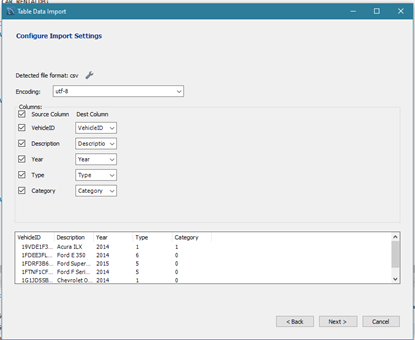 Table Data Import
Configure Import Settings
Detected file format: csv
Encoding: utf-8
Columns:
Source Column Dest Column
VehicleID VehicleID
Description Descriptio
Year Year
Type Type
Category Category
VehicleID Description Year Type Category
19VDE1F3... Acura ILX 2014 1 1
1FDEE3FL... Ford E 350 2014 6 0
1FDRF3B6... Ford Super... 2015 5 0
1FTNF1CF... Ford F Seri... 2014 5 0
1G1JD5SB... Chevrolet O... 2014 1 0
< Back Next > Cancel